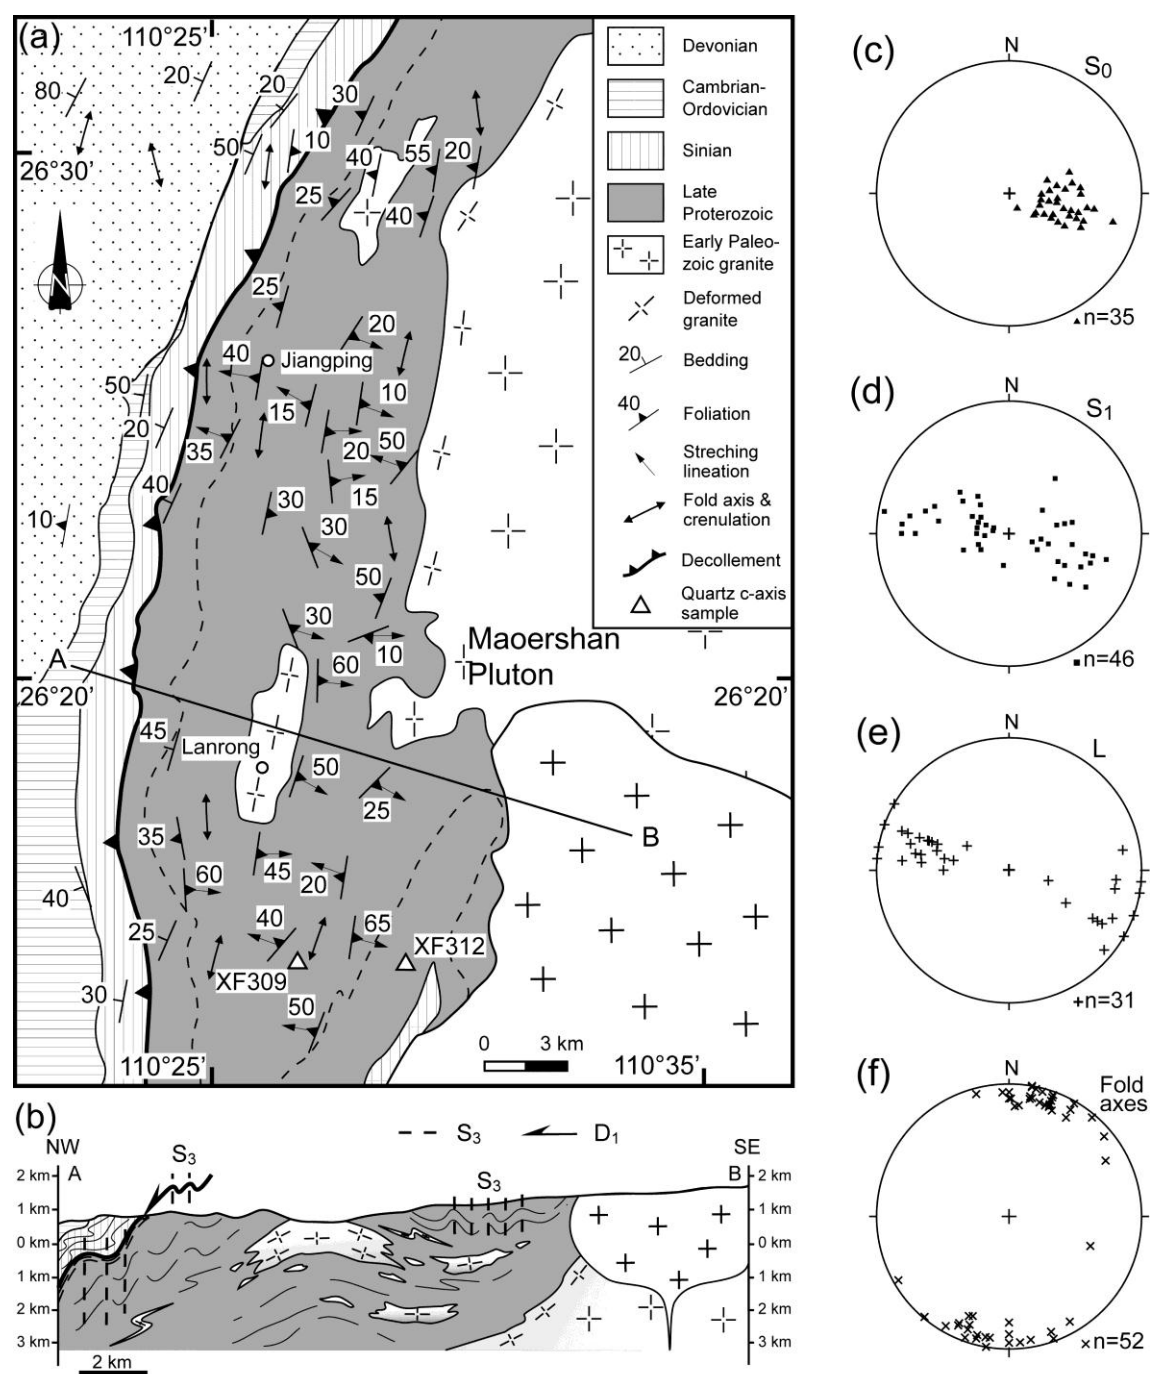 (a)
110°25'
26°30'
80
20
20
50
30
10
40
55
20
25
40
25
20
40
Jiangping
50
15
10
20
35
20
50
40
15
10
30
30
50
30
10
60
Maoershan
Pluton
A
26°20'
26°20'
45
Lanrong
50
25
B
35
60
45
20
40
25
40
65
XF312
XF309
30
50
0 3 km
110°25'
110°35'
Devonian
Cambrian-
Ordovician
Sinian
Late
Proterozoic
Early Paleo-
zoic granite
Deformed
granite
20
Bedding
40
Foliation
Streching
lineation
Fold axis &
crenulation
Decollement
Quartz c-axis
sample
N
(b)
NW
A
S3
S3
D1
S3
SE
B
2 km
1 km
0 km
1 km
2 km
3 km
2 km
1 km
0 km
1 km
2 km
3 km
2 km
(c)
N
S0
n=35
(d)
N
S1
n=46
(e)
N
L
n=31
(f)
N
Fold
axes
n=52